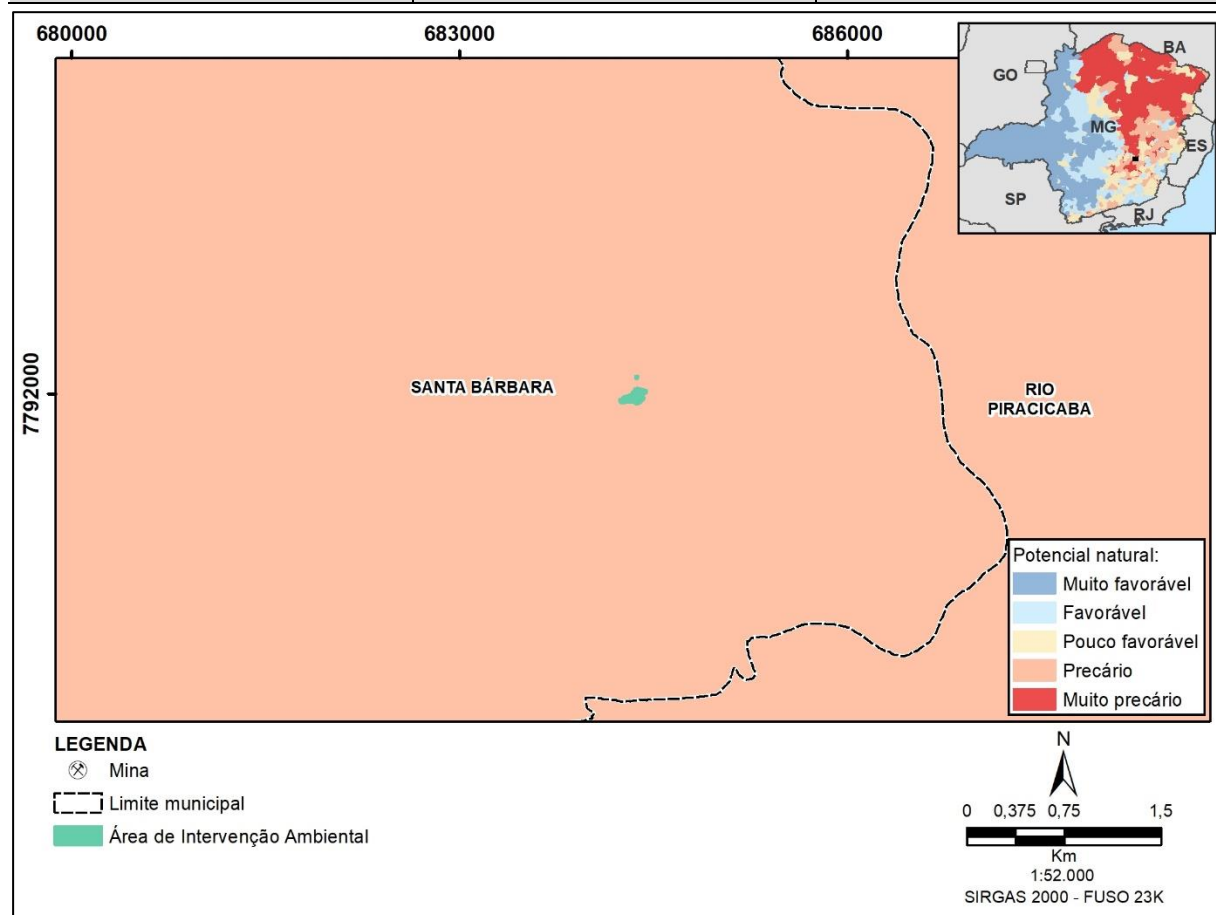 680000
683000
686000
7792000
BA
GO
MG
ES
SP
RJ
SANTA BÁRBARA
RIO
PIRACICABA
Potencial natural:
Muito favorável
Favorável
Pouco favorável
Precário
Muito precário
LEGENDA
Mina
Limite municipal
Área de Intervenção Ambiental
N
0 0,375 0,75 1,5
Km
1:52.000
SIRGAS 2000 - FUSO 23K